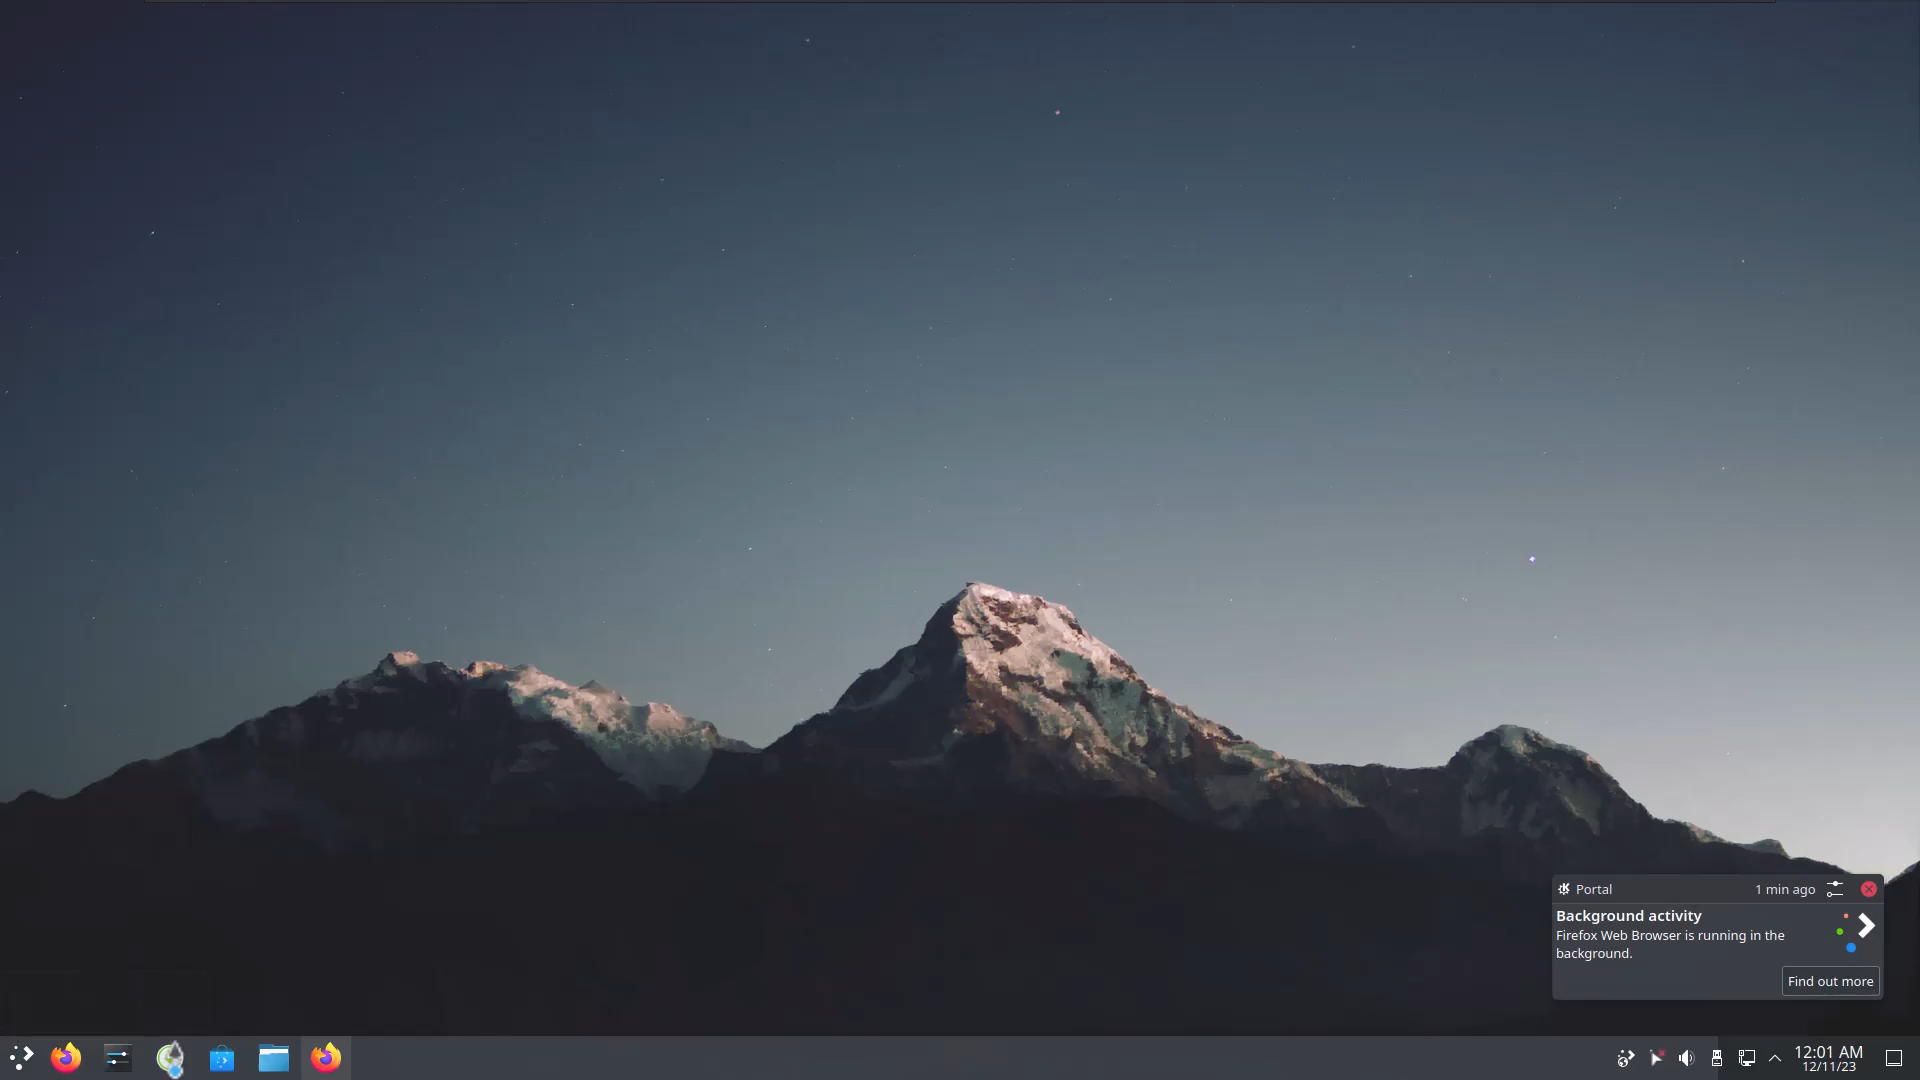 Portal 1 min ago
Background activity
Firefox Web Browser is running in the
background.
Find out more
12:01 AM
12/11/23